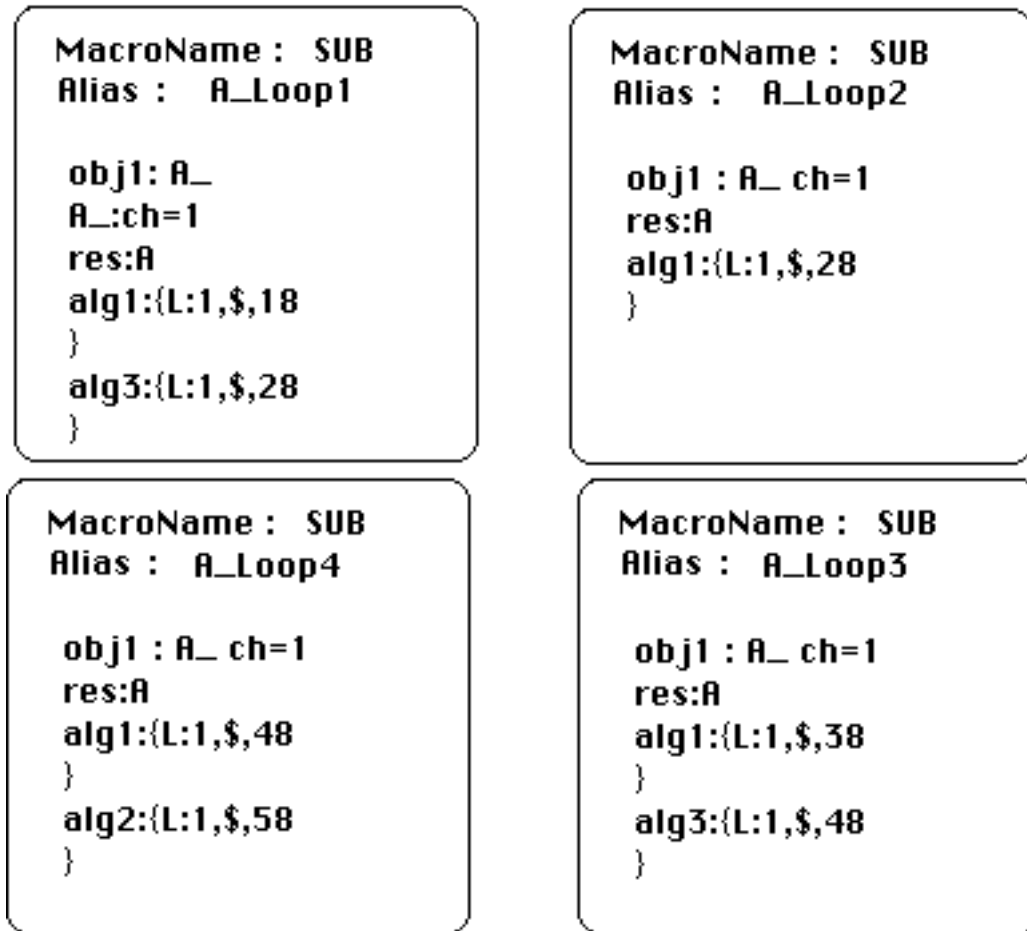 MacroName : SUB
Alias : A_Loop1
obj1: A_
A_:ch=1
res:A
alg1:{L:1,$,18
}
alg3:{L:1,$,28
}
MacroName : SUB
Alias : A_Loop2
obj1 : A_ ch=1
res:A
alg1:{L:1,$,28
}
MacroName : SUB
Alias : A_Loop4
obj1 : A_ ch=1
res:A
alg1:{L:1,$,48
}
alg2:{L:1,$,58
}
MacroName : SUB
Alias : A_Loop3
obj1 : A_ ch=1
res:A
alg1:{L:1,$,38
}
alg3:{L:1,$,48
}